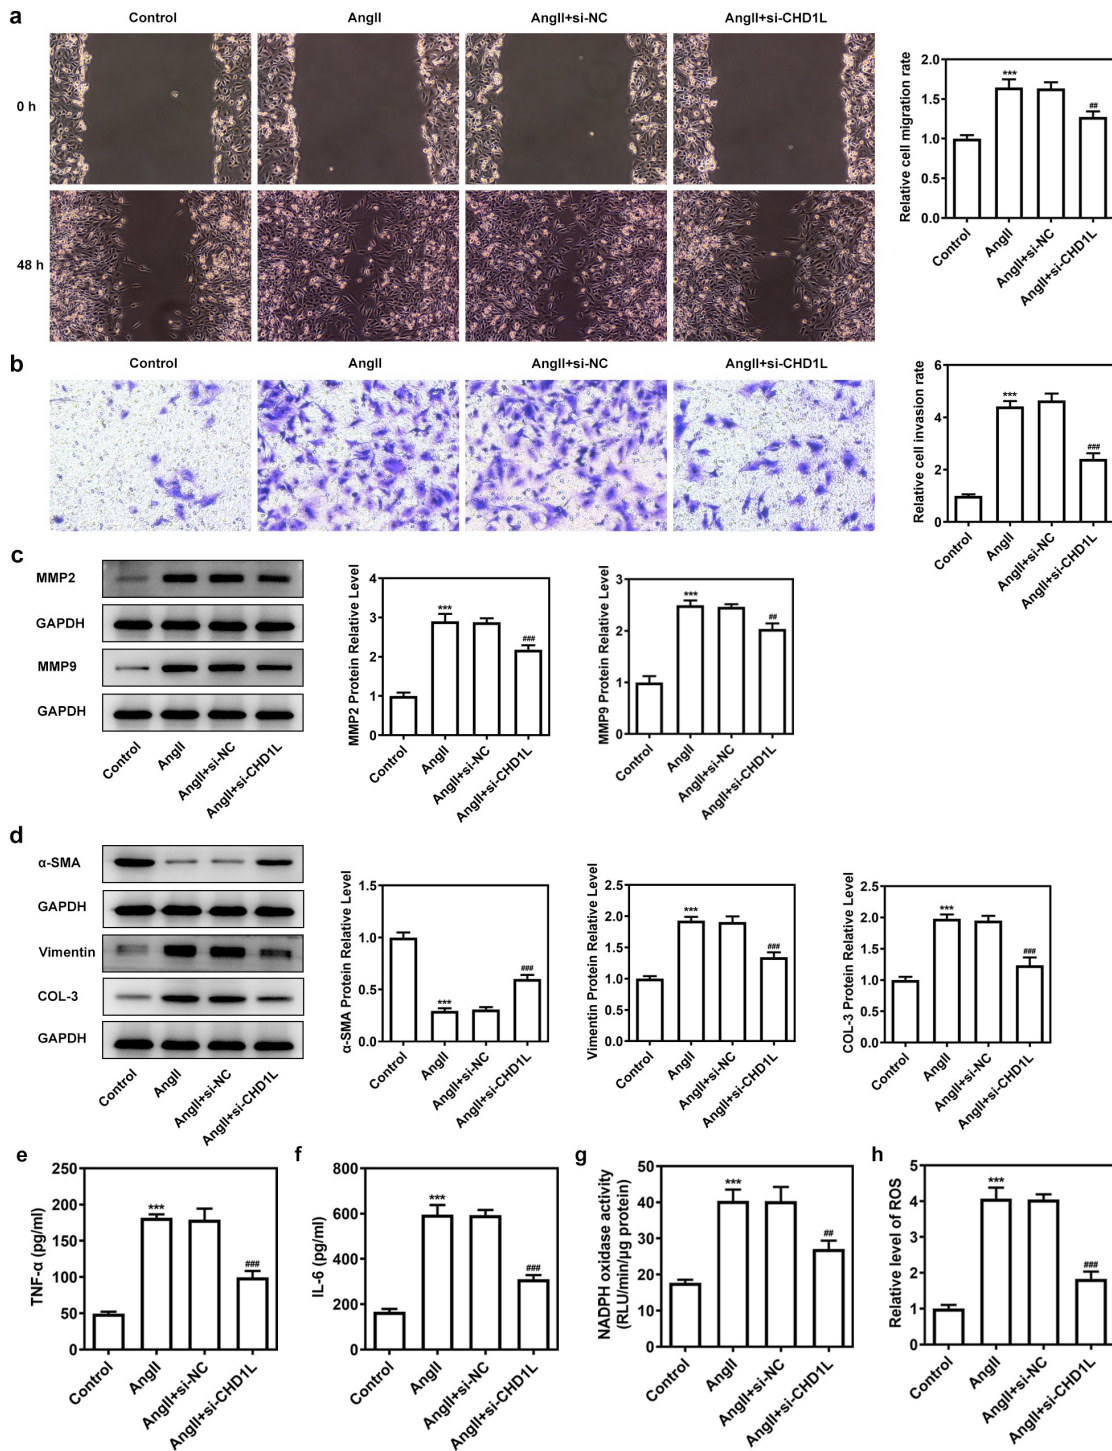 a
Control
AngII
AngII+si-NC
AngII+si-CHD1L
0 h
48 h
Relative cell migration rate
2.0
1.5
1.0
0.5
0.0
***
##
Control
AngII
AngII+si-NC
AngII+si-CHD1L
b
Control
AngII
AngII+si-NC
AngII+si-CHD1L
Relative cell invasion rate
6
4
2
0
***
###
Control
AngII
AngII+si-NC
AngII+si-CHD1L
c
MMP2
GAPDH
MMP9
GAPDH
Control
AngII
AngII+si-NC
AngII+si-CHD1L
MMP2 Protein Relative Level
4
3
2
1
0
***
###
Control
AngII
AngII+si-NC
AngII+si-CHD1L
MMP9 Protein Relative Level
3
2
1
0
***
##
Control
AngII
AngII+si-NC
AngII+si-CHD1L
d
α-SMA
GAPDH
Vimentin
COL-3
GAPDH
Control
AngII
AngII+si-NC
AngII+si-CHD1L
α-SMA Protein Relative Level
1.5
1.0
0.5
0.0
***
###
Control
AngII
AngII+si-NC
AngII+si-CHD1L
Vimentin Protein Relative Level
2.5
2.0
1.5
1.0
0.5
0.0
***
###
Control
AngII
AngII+si-NC
AngII+si-CHD1L
COL-3 Protein Relative Level
2.5
2.0
1.5
1.0
0.5
0.0
***
###
Control
AngII
AngII+si-NC
AngII+si-CHD1L
e
TNF-α (pg/ml)
250
200
150
100
50
0
***
###
Control
AngII
AngII+si-NC
AngII+si-CHD1L
f
IL-6 (pg/ml)
800
600
400
200
0
***
###
Control
AngII
AngII+si-NC
AngII+si-CHD1L
g
NADPH oxidase activity
(RLU/min/μg protein)
50
40
30
20
10
0
***
##
Control
AngII
AngII+si-NC
AngII+si-CHD1L
h
Relative level of ROS
5
4
3
2
1
0
***
###
Control
AngII
AngII+si-NC
AngII+si-CHD1L